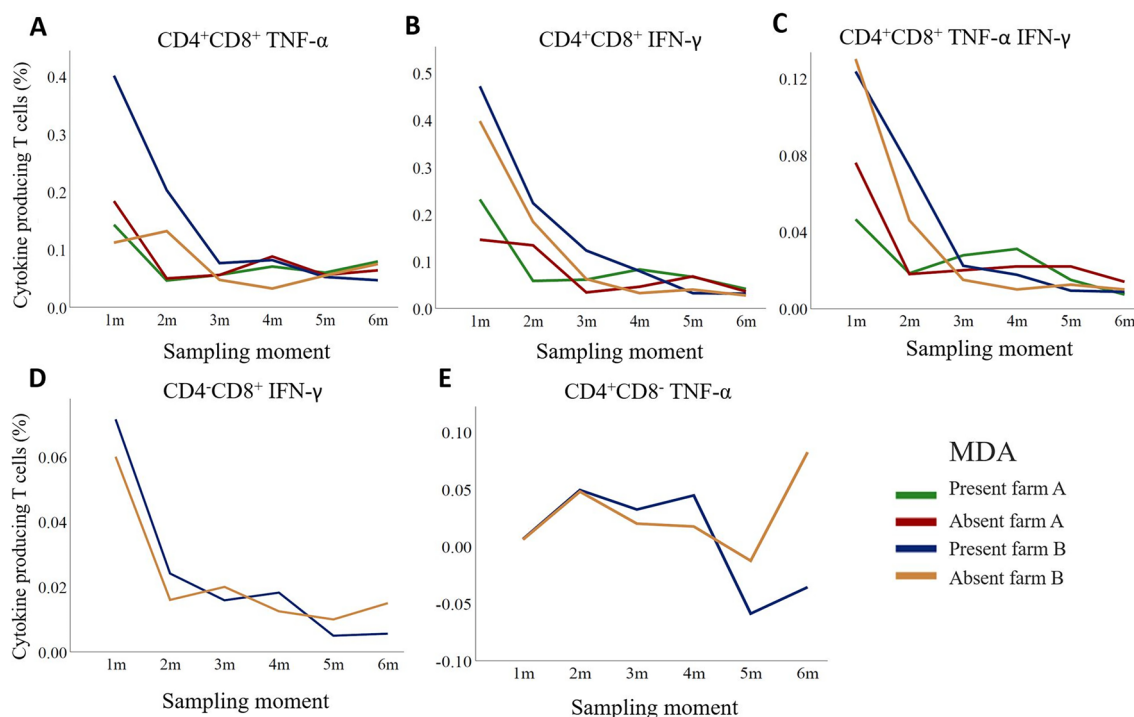 A
CD4⁺CD8⁺ TNF-α
Cytokine producing T cells (%)
0.4
0.3
0.2
0.1
0.0
1m 2m 3m 4m 5m 6m
Sampling moment
B
CD4⁺CD8⁺ IFN-γ
0.5
0.4
0.3
0.2
0.1
0.0
1m 2m 3m 4m 5m 6m
Sampling moment
C
CD4⁺CD8⁺ TNF-α IFN-γ
0.12
0.08
0.04
0.00
1m 2m 3m 4m 5m 6m
Sampling moment
D
CD4⁻CD8⁺ IFN-γ
Cytokine producing T cells (%)
0.06
0.04
0.02
0.00
1m 2m 3m 4m 5m 6m
Sampling moment
E
CD4⁺CD8⁻ TNF-α
0.10
0.05
0.00
-0.05
-0.10
1m 2m 3m 4m 5m 6m
Sampling moment
MDA
Present farm A
Absent farm A
Present farm B
Absent farm B